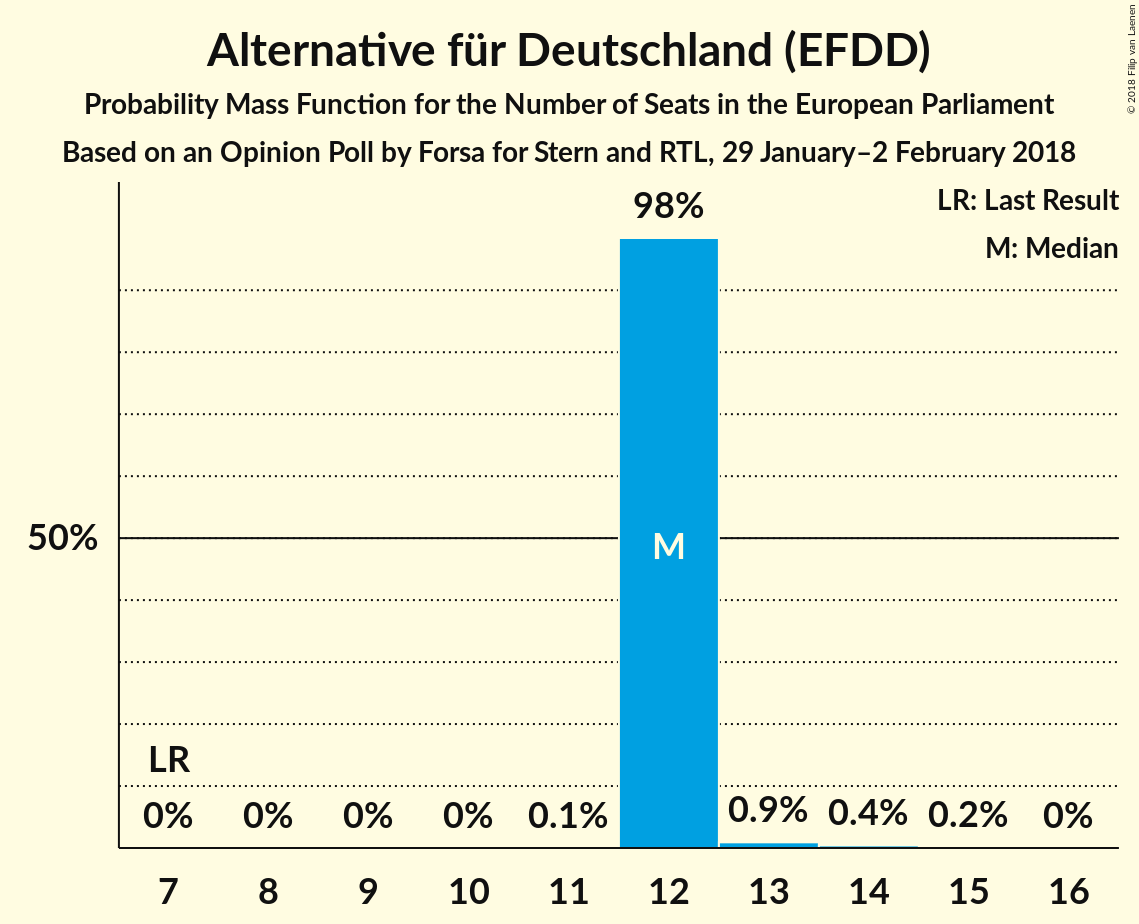 Alternative für Deutschland (EFDD)
Probability Mass Function for the Number of Seats in the European Parliament
Based on an Opinion Poll by Forsa for Stern and RTL, 29 January–2 February 2018
© 2018 Filip van Laenen
LR: Last Result
M: Median
98%
50%
M
LR
0% 0% 0% 0% 0.1% 0.9% 0.4% 0.2% 0%
7 8 9 10 11 12 13 14 15 16